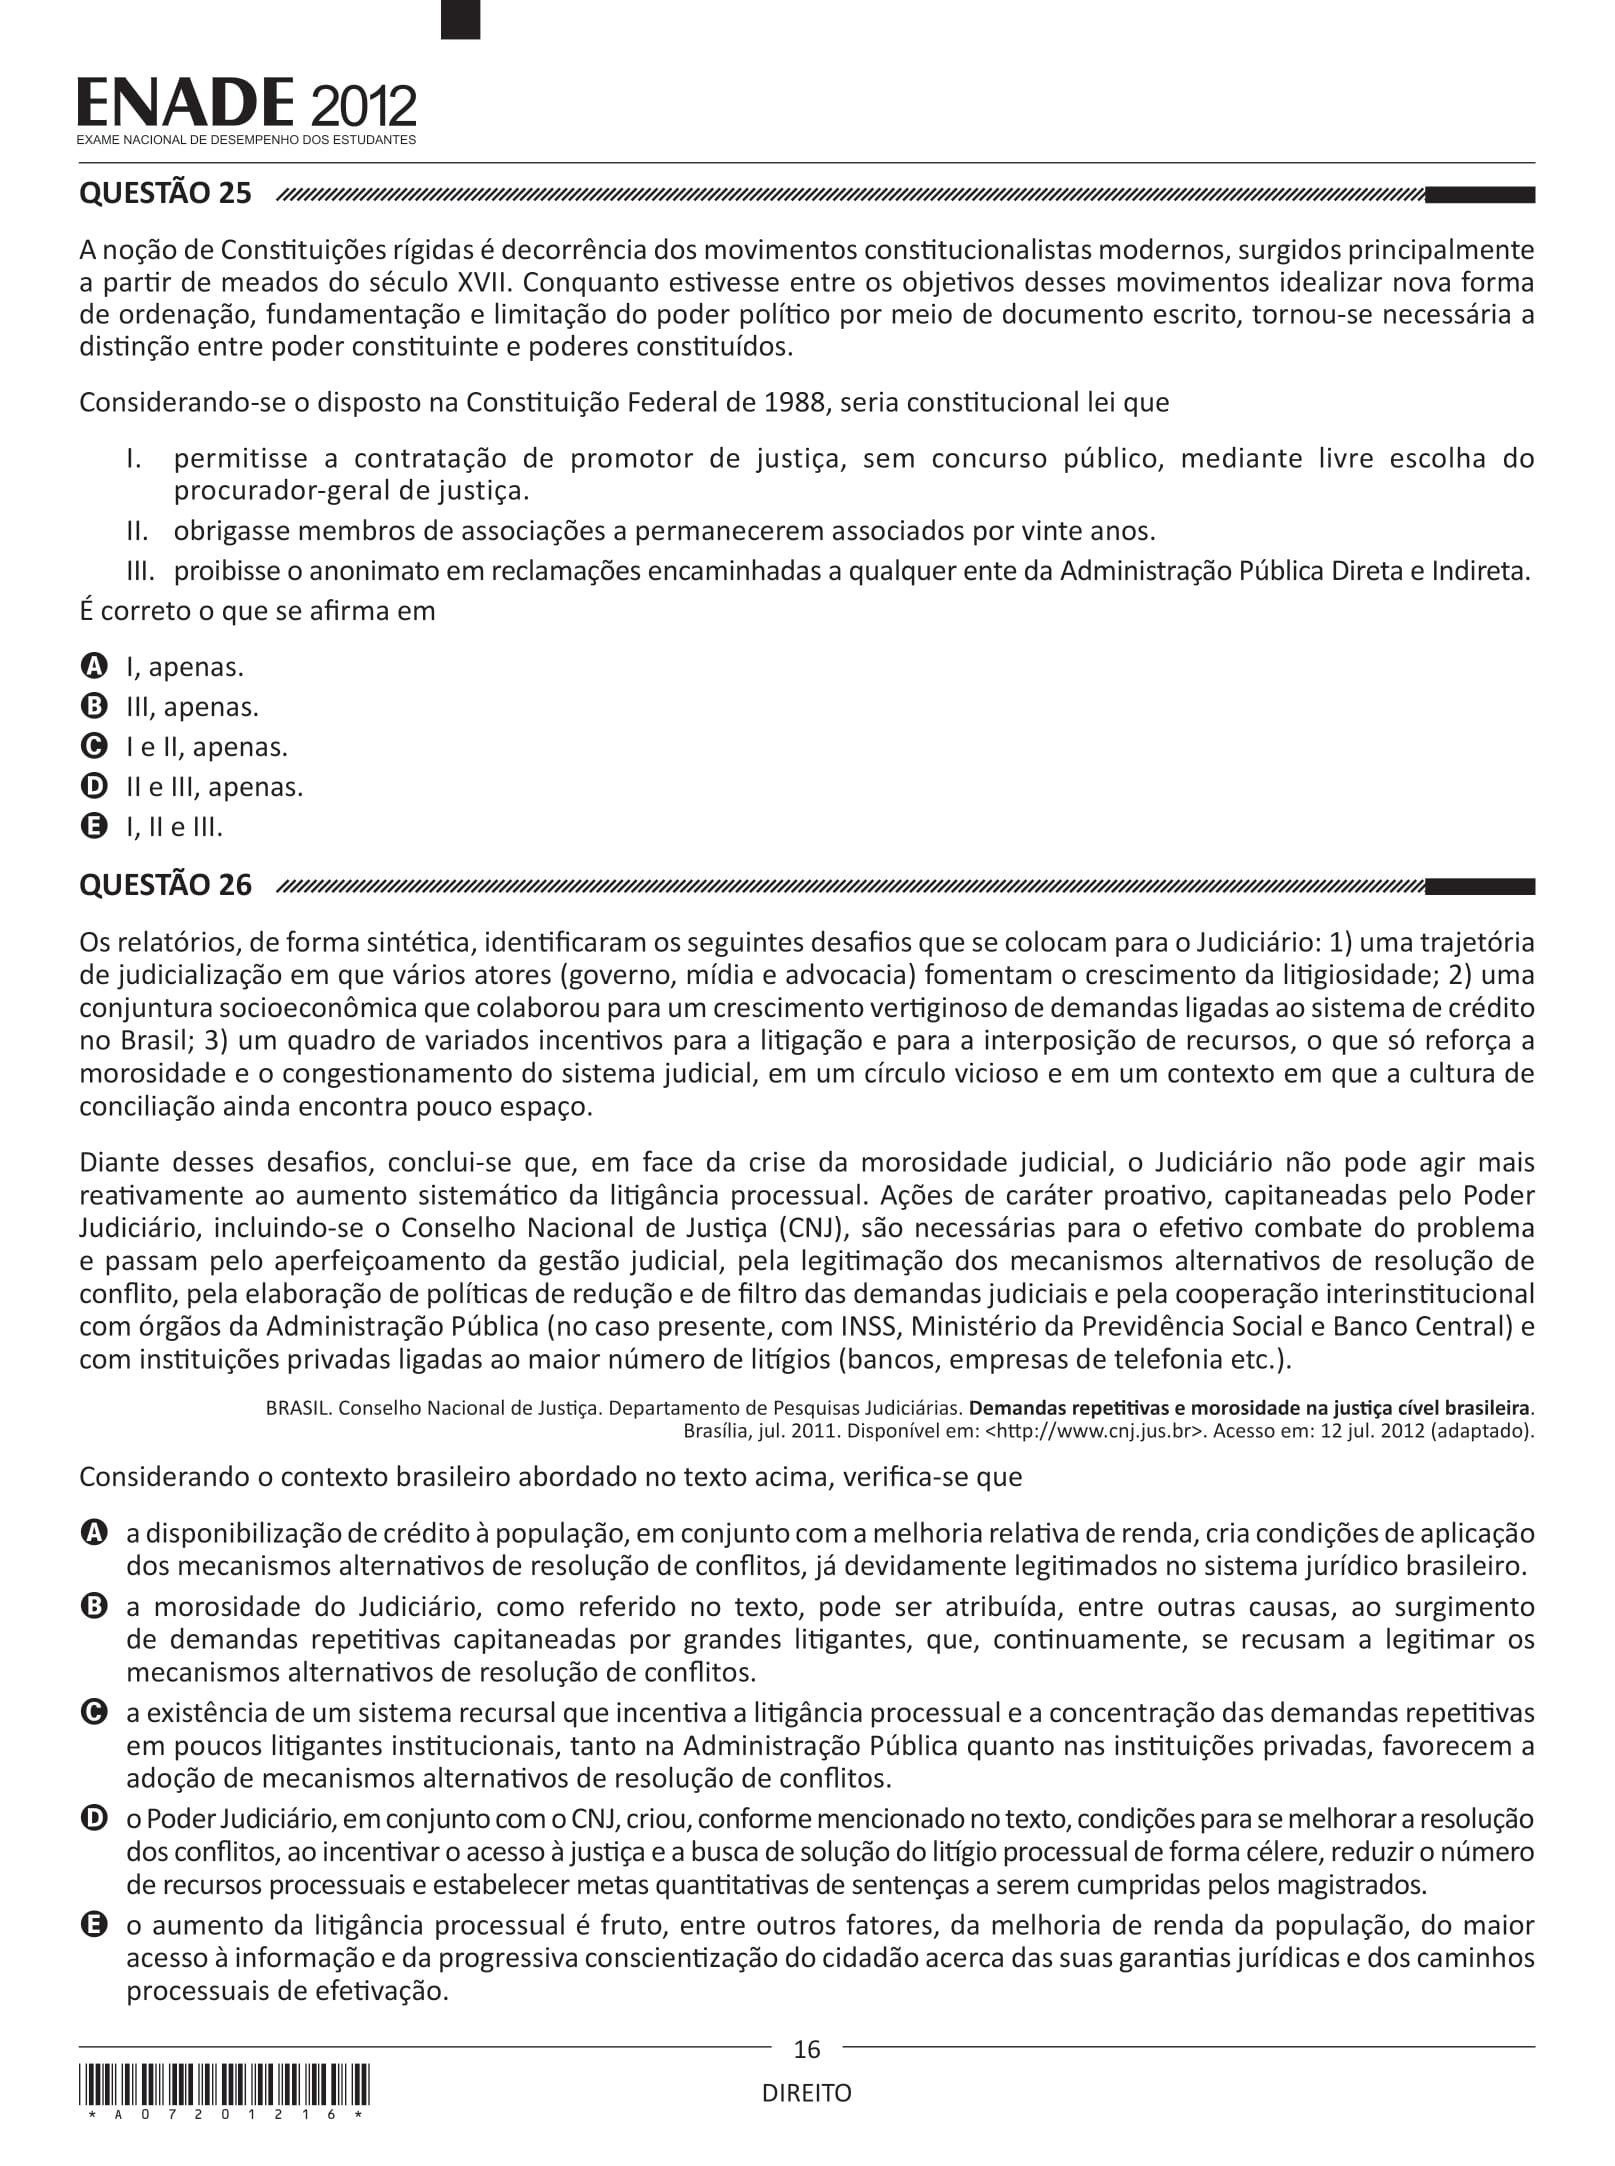 ENADE 2012
EXAME NACIONAL DE DESEMPENHO DOS ESTUDANTES
QUESTÃO 25
A noção de Constituições rígidas é decorrência dos movimentos constitucionalistas modernos, surgidos principalmente
a partir de meados do século XVII. Conquanto estivesse entre os objetivos desses movimentos idealizar nova forma
de ordenação, fundamentação e limitação do poder político por meio de documento escrito, tornou-se necessária a
distinção entre poder constituinte e poderes constituídos.
Considerando-se o disposto na Constituição Federal de 1988, seria constitucional lei que
I. permitisse a contratação de promotor de justiça, sem concurso público, mediante livre escolha do
procurador-geral de justiça.
II. obrigasse membros de associações a permanecerem associados por vinte anos.
III. proibisse o anonimato em reclamações encaminhadas a qualquer ente da Administração Pública Direta e Indireta.
É correto o que se afirma em
A I, apenas.
B III, apenas.
C I e II, apenas.
D II e III, apenas.
E I, II e III.
QUESTÃO 26
Os relatórios, de forma sintética, identificaram os seguintes desafios que se colocam para o Judiciário: 1) uma trajetória
de judicialização em que vários atores (governo, mídia e advocacia) fomentam o crescimento da litigiosidade; 2) uma
conjuntura socioeconômica que colaborou para um crescimento vertiginoso de demandas ligadas ao sistema de crédito
no Brasil; 3) um quadro de variados incentivos para a litigação e para a interposição de recursos, o que só reforça a
morosidade e o congestionamento do sistema judicial, em um círculo vicioso e em um contexto em que a cultura de
conciliação ainda encontra pouco espaço.
Diante desses desafios, conclui-se que, em face da crise da morosidade judicial, o Judiciário não pode agir mais
reativamente ao aumento sistemático da litigância processual. Ações de caráter proativo, capitaneadas pelo Poder
Judiciário, incluindo-se o Conselho Nacional de Justiça (CNJ), são necessárias para o efetivo combate do problema
e passam pelo aperfeiçoamento da gestão judicial, pela legitimação dos mecanismos alternativos de resolução de
conflito, pela elaboração de políticas de redução e de filtro das demandas judiciais e pela cooperação interinstitucional
com órgãos da Administração Pública (no caso presente, com INSS, Ministério da Previdência Social e Banco Central) e
com instituições privadas ligadas ao maior número de litígios (bancos, empresas de telefonia etc.).
BRASIL. Conselho Nacional de Justiça. Departamento de Pesquisas Judiciárias. Demandas repetitivas e morosidade na justiça cível brasileira.
Brasília, jul. 2011. Disponível em: <http://www.cnj.jus.br>. Acesso em: 12 jul. 2012 (adaptado).
Considerando o contexto brasileiro abordado no texto acima, verifica-se que
A a disponibilização de crédito à população, em conjunto com a melhoria relativa de renda, cria condições de aplicação
dos mecanismos alternativos de resolução de conflitos, já devidamente legitimados no sistema jurídico brasileiro.
B a morosidade do Judiciário, como referido no texto, pode ser atribuída, entre outras causas, ao surgimento
de demandas repetitivas capitaneadas por grandes litigantes, que, continuamente, se recusam a legitimar os
mecanismos alternativos de resolução de conflitos.
C a existência de um sistema recursal que incentiva a litigância processual e a concentração das demandas repetitivas
em poucos litigantes institucionais, tanto na Administração Pública quanto nas instituições privadas, favorecem a
adoção de mecanismos alternativos de resolução de conflitos.
D o Poder Judiciário, em conjunto com o CNJ, criou, conforme mencionado no texto, condições para se melhorar a resolução
dos conflitos, ao incentivar o acesso à justiça e a busca de solução do litígio processual de forma célere, reduzir o número
de recursos processuais e estabelecer metas quantitativas de sentenças a serem cumpridas pelos magistrados.
E o aumento da litigância processual é fruto, entre outros fatores, da melhoria de renda da população, do maior
acesso à informação e da progressiva conscientização do cidadão acerca das suas garantias jurídicas e dos caminhos
processuais de efetivação.
16
DIREITO
*A07201216*